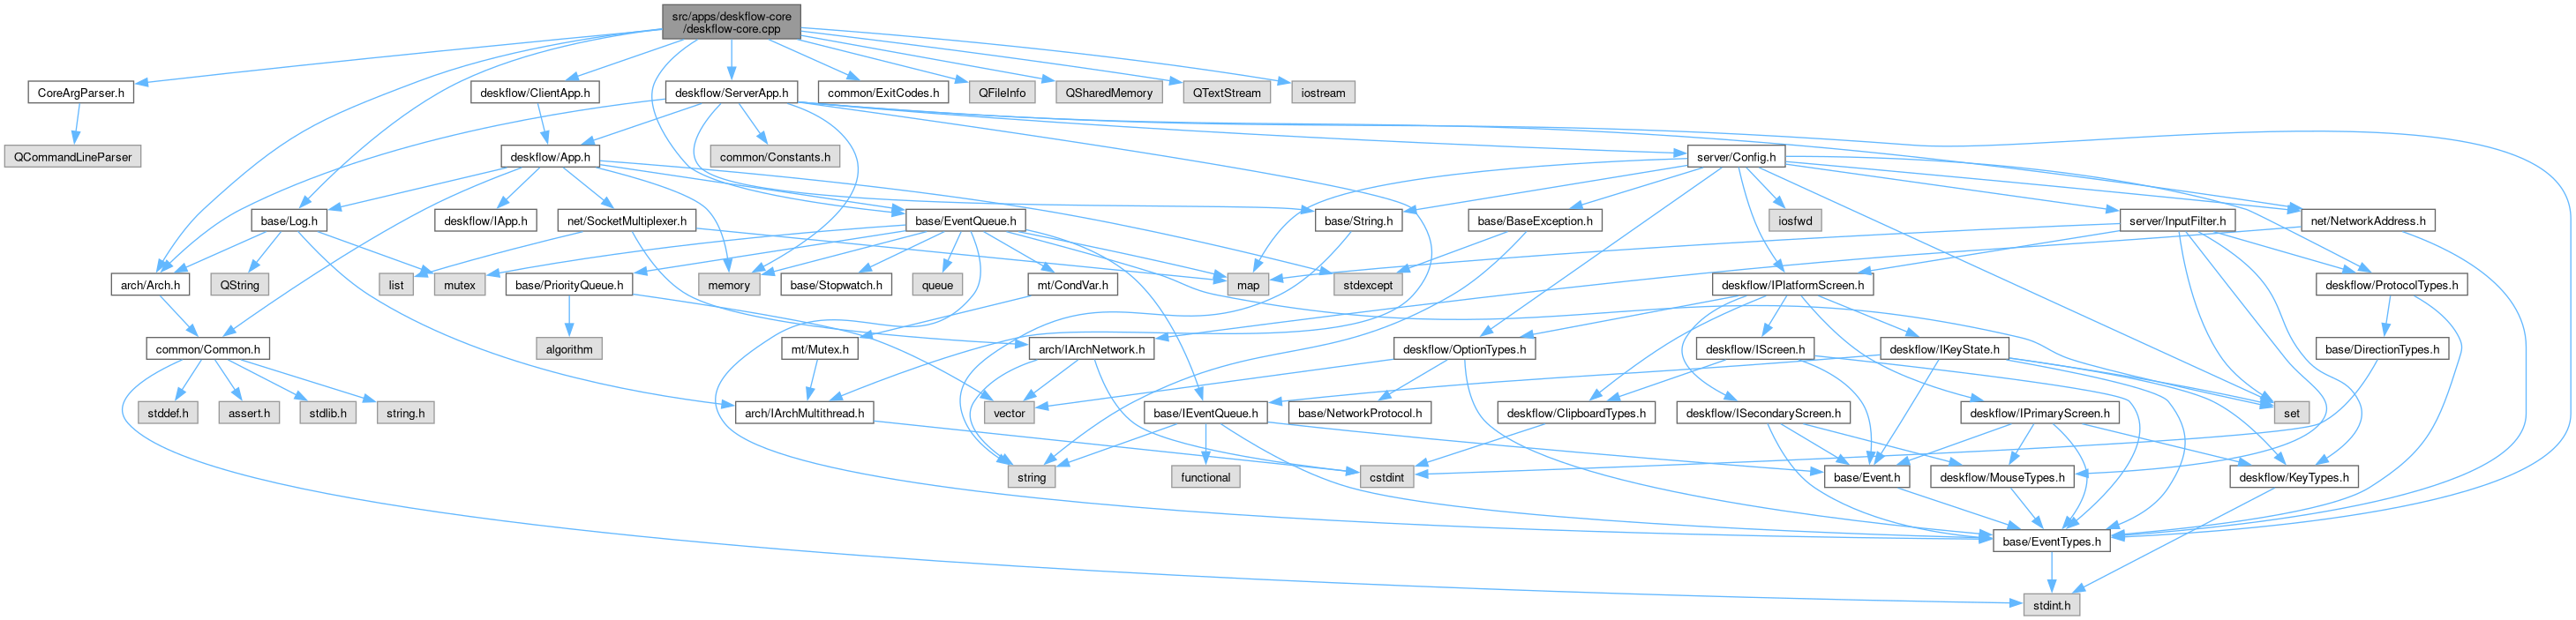 src/apps/deskflow-core
/deskflow-core.cpp
CoreArgParser.h
deskflow/ClientApp.h
deskflow/ServerApp.h
common/ExitCodes.h
QFileInfo
QSharedMemory
QTextStream
iostream
QCommandLineParser
deskflow/App.h
common/Constants.h
server/Config.h
base/Log.h
deskflow/IApp.h
net/SocketMultiplexer.h
base/EventQueue.h
base/String.h
base/BaseException.h
iosfwd
server/InputFilter.h
net/NetworkAddress.h
arch/Arch.h
QString
list
mutex
base/PriorityQueue.h
memory
base/Stopwatch.h
queue
mt/CondVar.h
map
stdexcept
deskflow/IPlatformScreen.h
deskflow/ProtocolTypes.h
common/Common.h
algorithm
mt/Mutex.h
arch/IArchNetwork.h
deskflow/OptionTypes.h
deskflow/IScreen.h
deskflow/IKeyState.h
base/DirectionTypes.h
stddef.h
assert.h
stdlib.h
string.h
arch/IArchMultithread.h
vector
base/IEventQueue.h
base/NetworkProtocol.h
deskflow/ClipboardTypes.h
deskflow/ISecondaryScreen.h
deskflow/IPrimaryScreen.h
set
string
functional
cstdint
base/Event.h
deskflow/MouseTypes.h
deskflow/KeyTypes.h
base/EventTypes.h
stdint.h